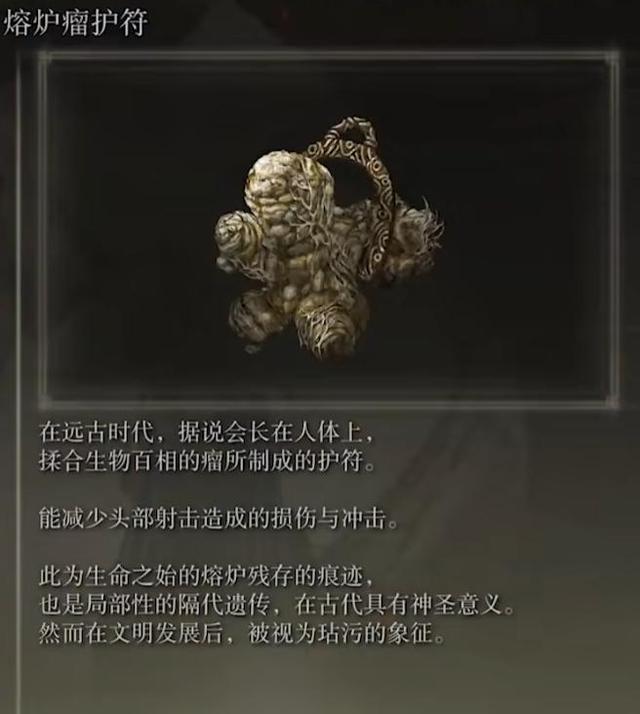 熔炉瘤护符
在远古时代，据说会长在人体上，
揉合生物百相的瘤所制成的护符。
能减少头部射击造成的损伤与冲击。
此为生命之始的熔炉残存的痕迹，
也是局部性的隔代遗传，在古代具有神圣意义。
然而在文明发展后，被视为玷污的象征。